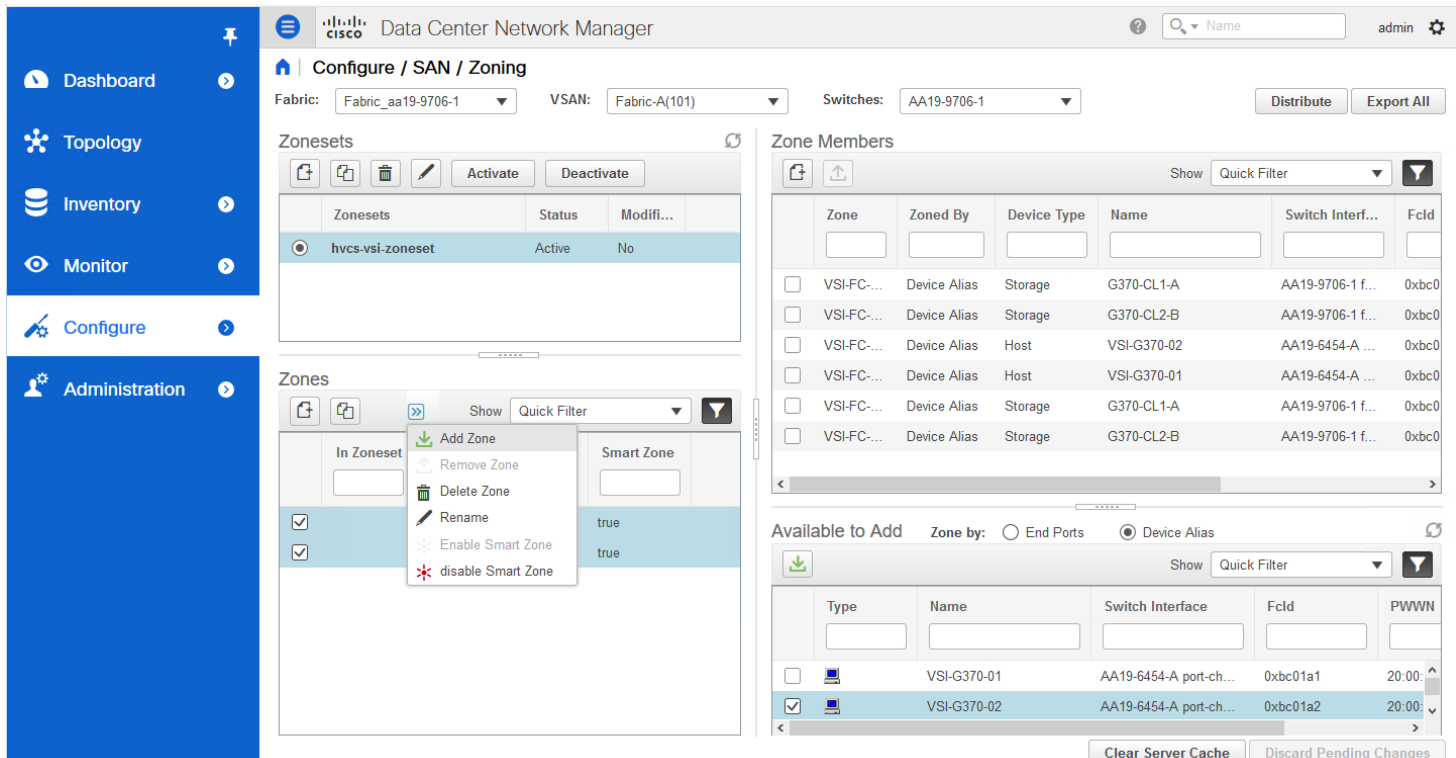 cisco Data Center Network Manager Name admin
Configure / SAN / Zoning
Dashboard
Topology
Inventory
Monitor
Configure
Administration
Fabric: Fabric_aa19-9706-1 VSAN: Fabric-A(101) Switches: AA19-9706-1 Distribute Export All
Zonesets
Activate Deactivate
Zonesets Status Modifi...
hvcs-vsi-zoneset Active No
Zones
Show Quick Filter
In Zoneset Smart Zone
true
true
Add Zone
Remove Zone
Delete Zone
Rename
Enable Smart Zone
disable Smart Zone
Zone Members
Show Quick Filter
Zone Zoned By Device Type Name Switch Interf... FcId
VSI-FC-... Device Alias Storage G370-CL1-A AA19-9706-1 f... 0xbc0
VSI-FC-... Device Alias Storage G370-CL2-B AA19-9706-1 f... 0xbc0
VSI-FC-... Device Alias Host VSI-G370-02 AA19-6454-A ... 0xbc0
VSI-FC-... Device Alias Host VSI-G370-01 AA19-6454-A ... 0xbc0
VSI-FC-... Device Alias Storage G370-CL1-A AA19-9706-1 f... 0xbc0
VSI-FC-... Device Alias Storage G370-CL2-B AA19-9706-1 f... 0xbc0
Available to Add Zone by: End Ports Device Alias
Show Quick Filter
Type Name Switch Interface FcId PWWN
VSI-G370-01 AA19-6454-A port-ch... 0xbc01a1 20:00:
VSI-G370-02 AA19-6454-A port-ch... 0xbc01a2 20:00:
Clear Server Cache Discard Pending Changes